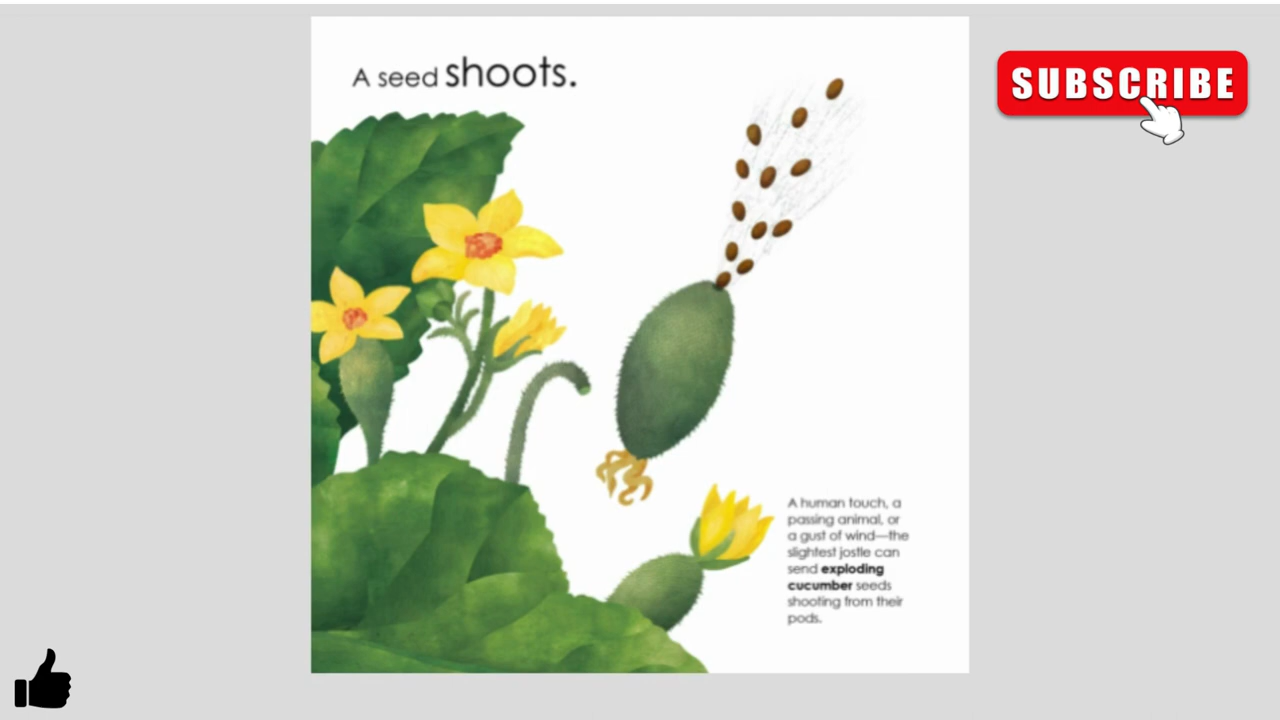 A seed shoots.
SUBSCRIBE
A human touch, a
passing animal, or
a gust of wind—the
slightest jostle can
send exploding
cucumber seeds
shooting from their
pods.